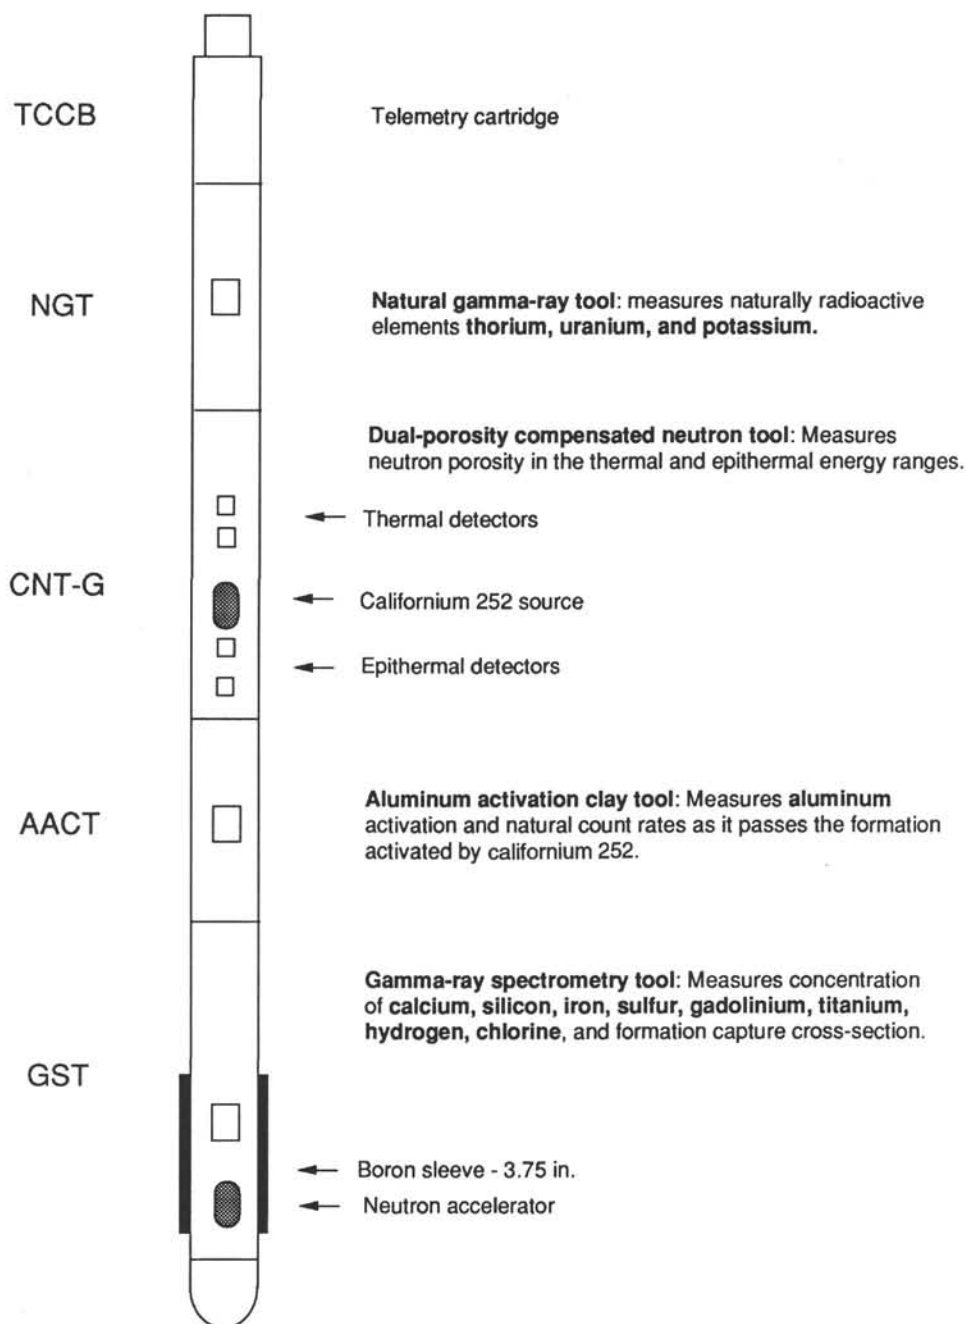 TCCB
Telemetry cartridge
NGT
Natural gamma-ray tool: measures naturally radioactive
elements thorium, uranium, and potassium.
Dual-porosity compensated neutron tool: Measures
neutron porosity in the thermal and epithermal energy ranges.
Thermal detectors
CNT-G
Californium 252 source
Epithermal detectors
AACT
Aluminum activation clay tool: Measures aluminum
activation and natural count rates as it passes the formation
activated by californium 252.
Gamma-ray spectrometry tool: Measures concentration
of calcium, silicon, iron, sulfur, gadolinium, titanium,
hydrogen, chlorine, and formation capture cross-section.
GST
Boron sleeve - 3.75 in.
Neutron accelerator